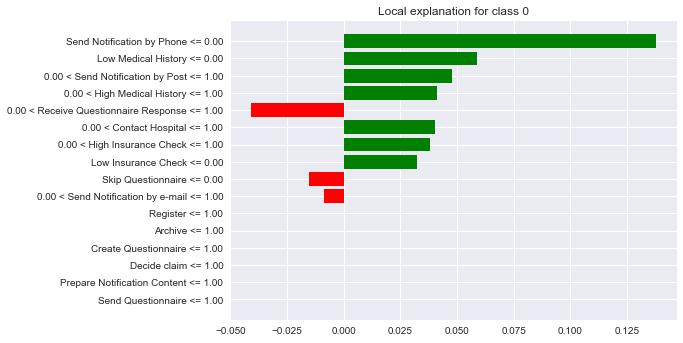 Local explanation for class 0
Send Notification by Phone <= 0.00
Low Medical History <= 0.00
0.00 < Send Notification by Post <= 1.00
0.00 < High Medical History <= 1.00
0.00 < Receive Questionnaire Response <= 1.00
0.00 < Contact Hospital <= 1.00
0.00 < High Insurance Check <= 1.00
Low Insurance Check <= 0.00
Skip Questionnaire <= 0.00
0.00 < Send Notification by e-mail <= 1.00
Register <= 1.00
Archive <= 1.00
Create Questionnaire <= 1.00
Decide claim <= 1.00
Prepare Notification Content <= 1.00
Send Questionnaire <= 1.00
−0.050 −0.025 0.000 0.025 0.050 0.075 0.100 0.125